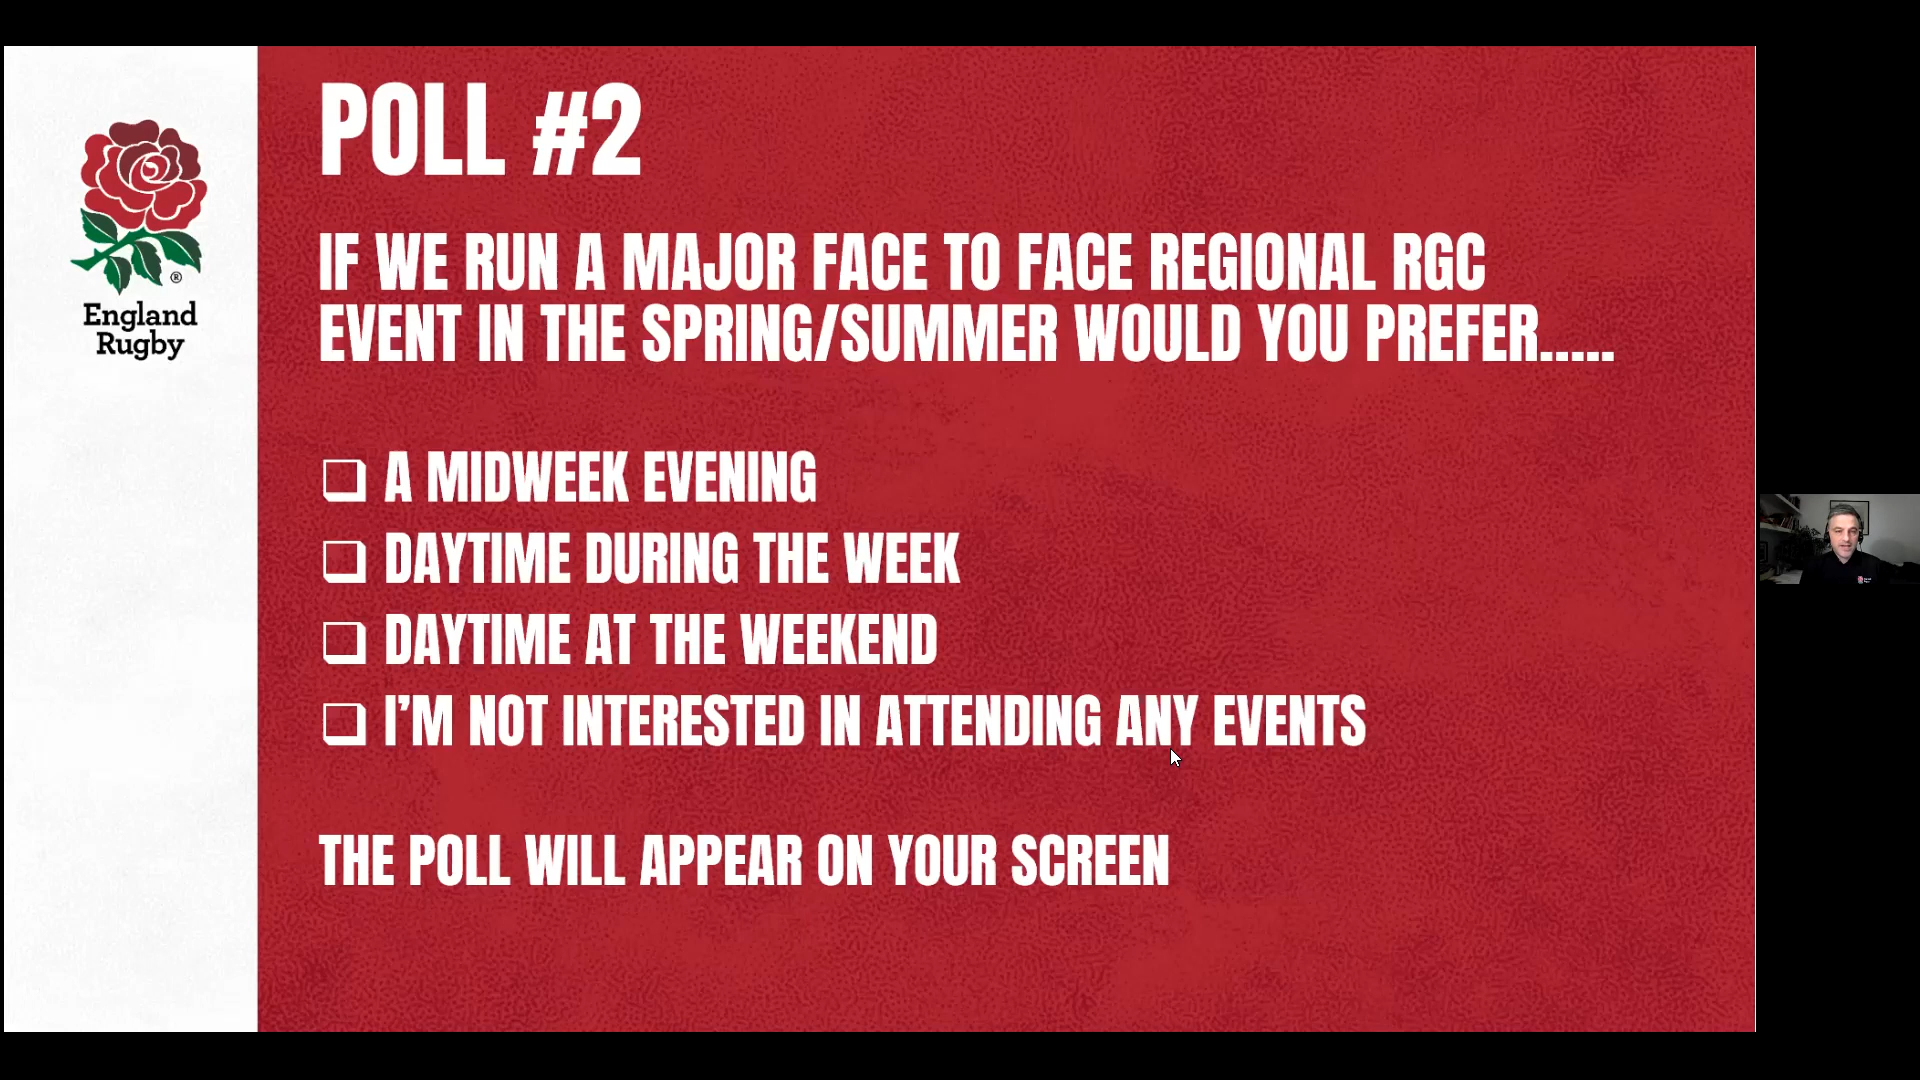 POLL #2
IF WE RUN A MAJOR FACE TO FACE REGIONAL RGC
EVENT IN THE SPRING/SUMMER WOULD YOU PREFER.....
❑ A MIDWEEK EVENING
❑ DAYTIME DURING THE WEEK
❑ DAYTIME AT THE WEEKEND
❑ I’M NOT INTERESTED IN ATTENDING ANY EVENTS
THE POLL WILL APPEAR ON YOUR SCREEN
®
England
Rugby